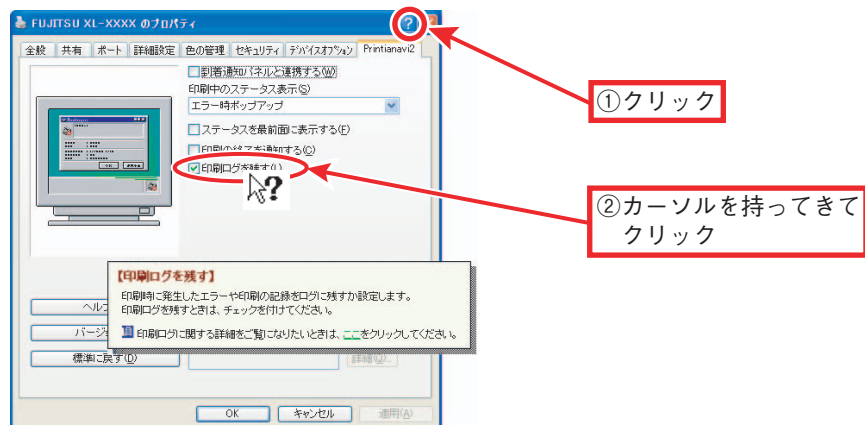 FUJITSU XL-XXXX のプロパティ
?
全般 共有 ポート 詳細設定 色の管理 セキュリティ デバイスオプション Printianavi2
到着通知パネルと連携する(W)
印刷中のステータス表示(S)
エラー時ポップアップ
ステータスを最前面に表示する(F)
印刷の終了を通知する(C)
印刷ログを残す(L)
?
①クリック
②カーソルを持ってきて
クリック
【印刷ログを残す】
印刷時に発生したエラーや印刷の記録をログに残すか設定します。
印刷ログを残すときは、チェックを付けてください。
印刷ログに関する詳細をご覧になりたいときは、ここをクリックしてください。
ヘル
バージ
標準に戻す(D)
詳細(Q)...
OK キャンセル 適用(A)